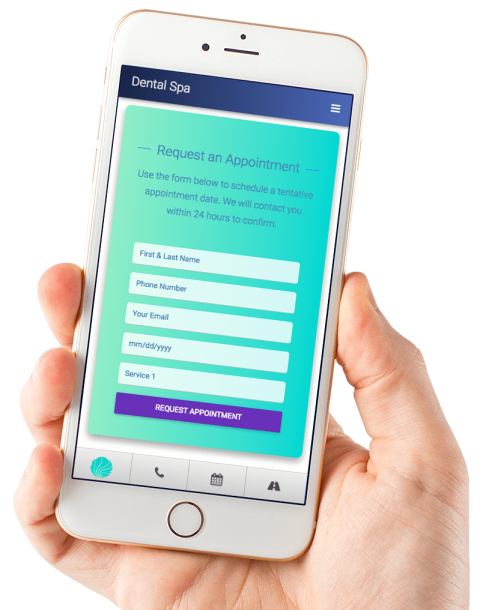 Dental Spa
Request an Appointment
Use the form below to schedule a tentative
appointment date. We will contact you
within 24 hours to confirm.
First & Last Name
Phone Number
Your Email
mm/dd/yyyy
Service 1
REQUEST APPOINTMENT